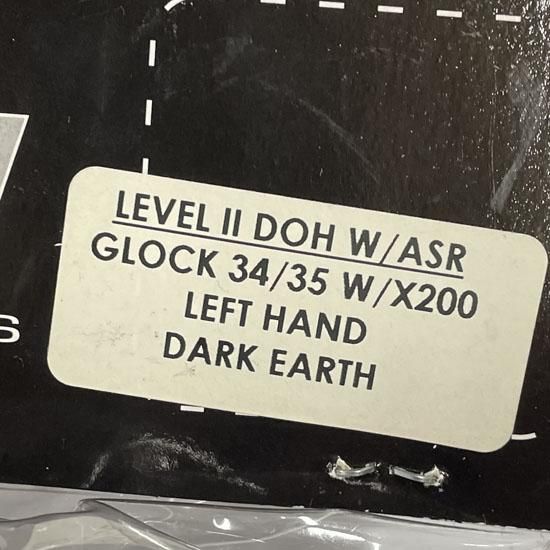 LEVEL II DOH W/ASR
GLOCK 34/35 W/X200
LEFT HAND
DARK EARTH
S